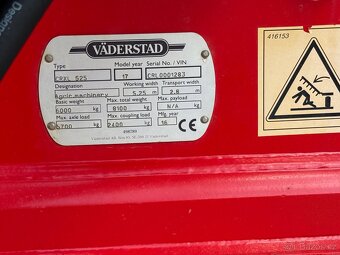 Designe
VÄDERSTAD
Type Model year Serial No / VIN
CRXL 525 17 CRL0001283
Designation Working width Transport width
Agric machinery 5.25 m 2.8 m
Basic weight Max. total weight Max. payload
6000 kg 8100 kg N/A kg
Max. axle load Max. coupling load Mfg. year
5700 kg 2400 kg 16
CE
416153